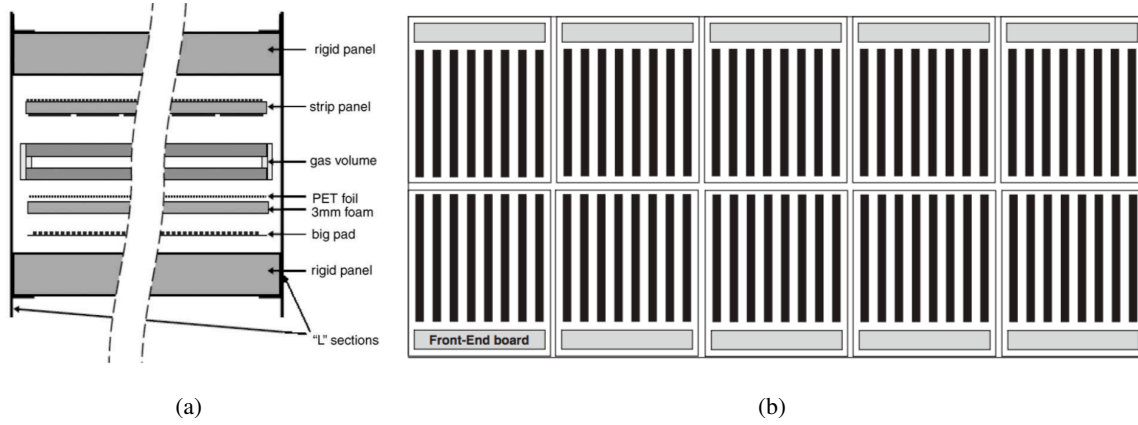 rigid panel
strip panel
gas volume
PET foil
3mm foam
big pad
rigid panel
"L" sections
Front-End board
(a)
(b)